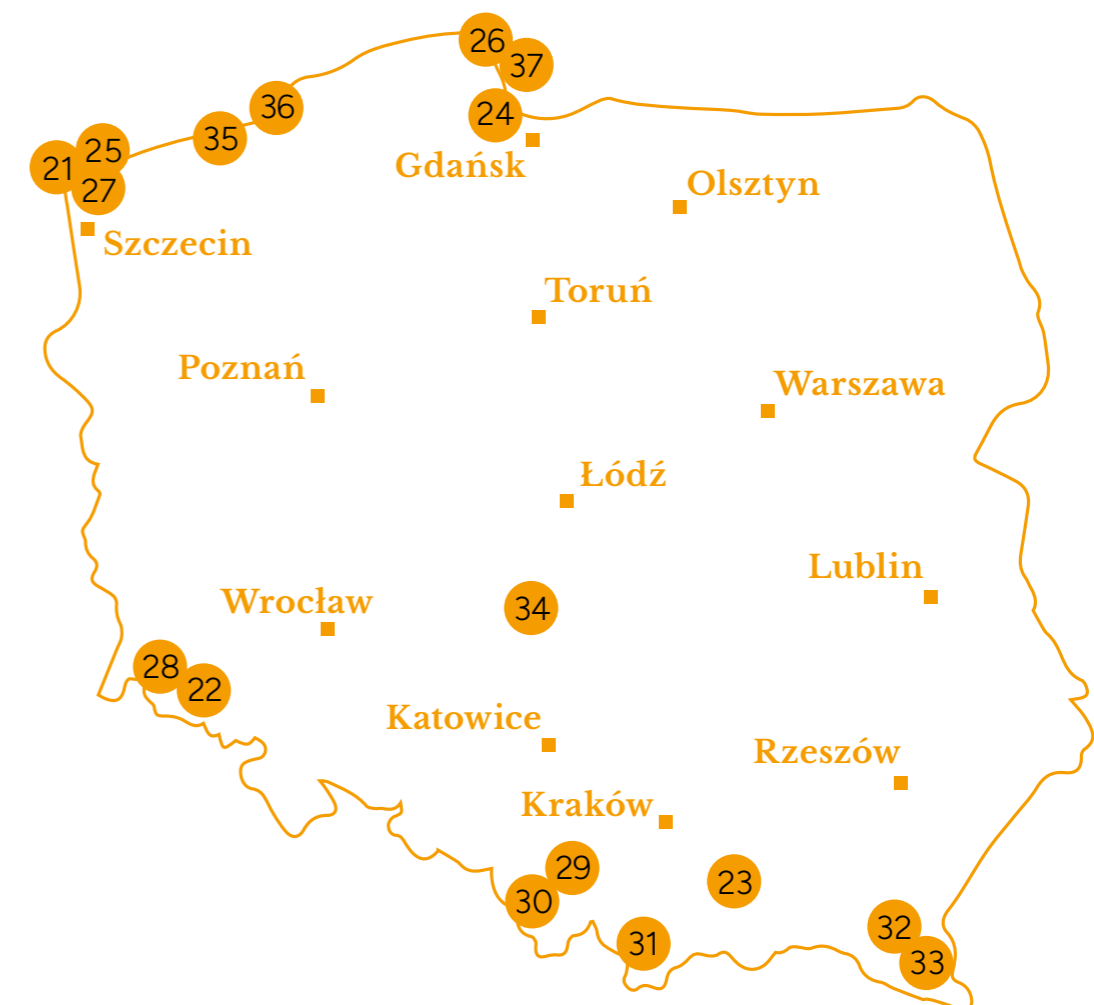 26
37
36
24
35
25
21
27
Gdańsk
Olsztyn
Szczecin
Toruń
Poznań
Warszawa
Łódź
Lublin
Wrocław
34
28
22
Katowice
Rzeszów
Kraków
29
23
30
32
31
33